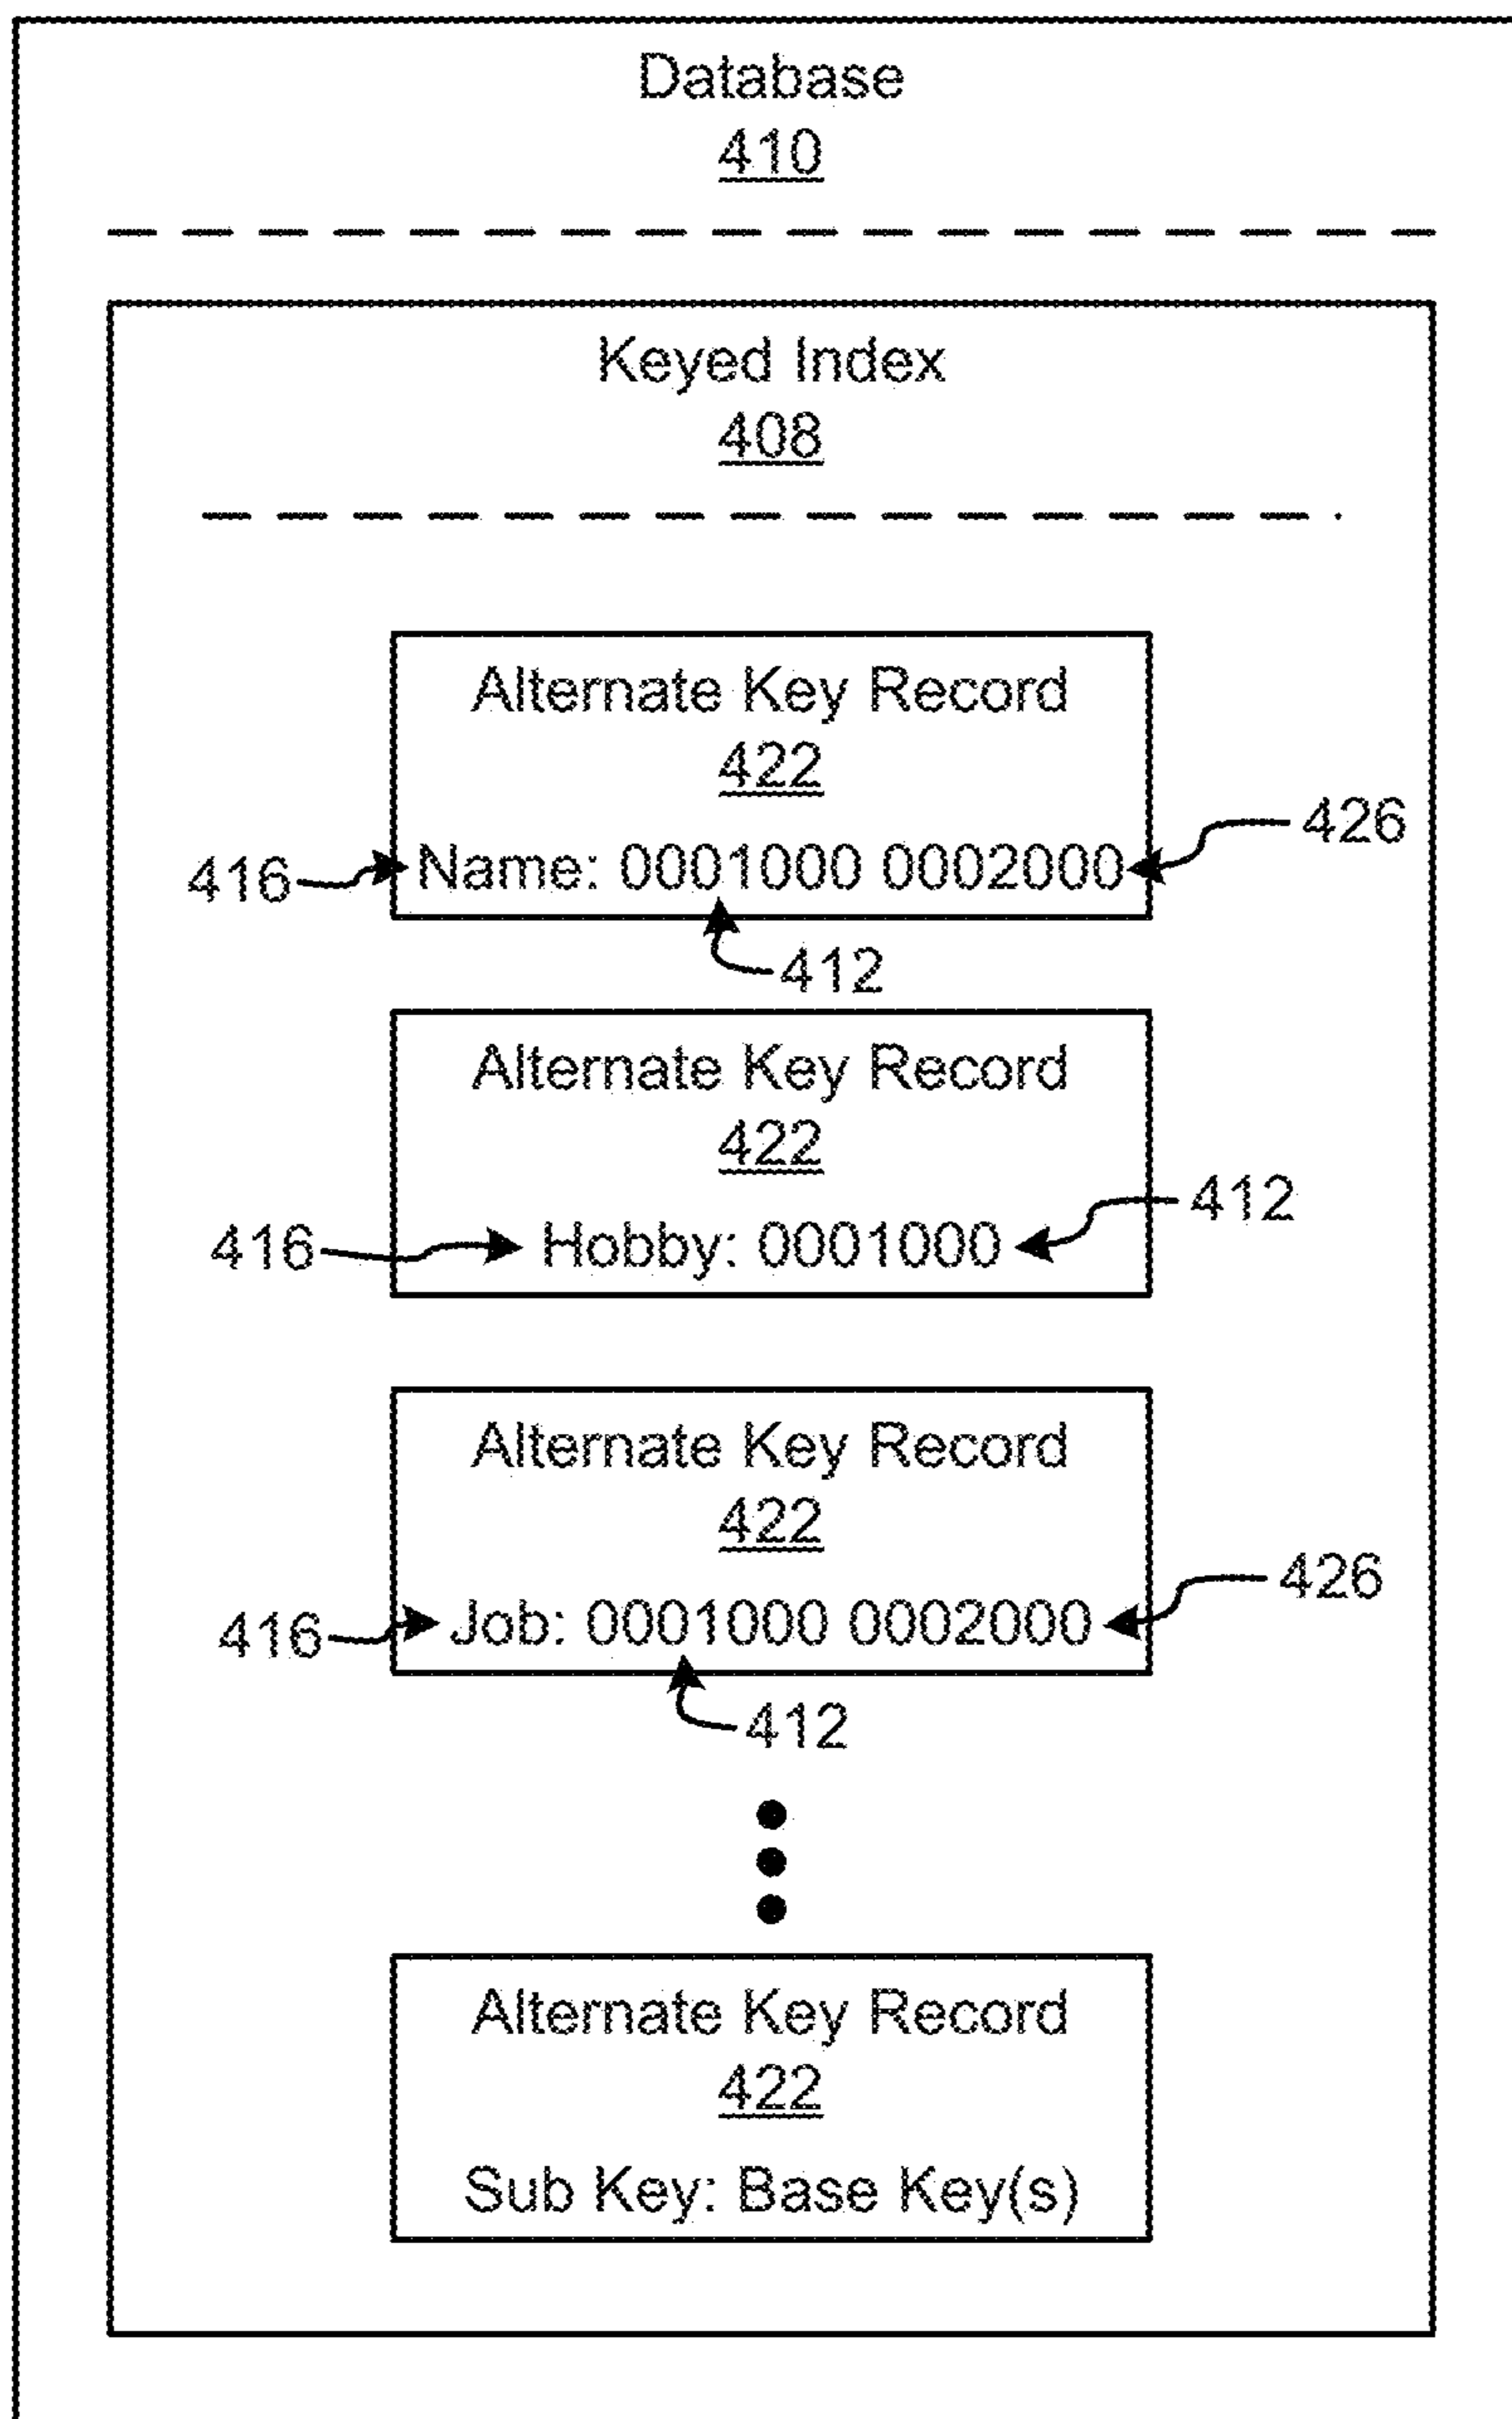 Database
410
Keyed Index
408
Alternate Key Record
422
426
416 Name: 0001000 0002000
412
Alternate Key Record
422
412
416 Hobby: 0001000
Alternate Key Record
422
426
416 Job: 0001000 0002000
412
Alternate Key Record
422
Sub Key: Base Key(s)